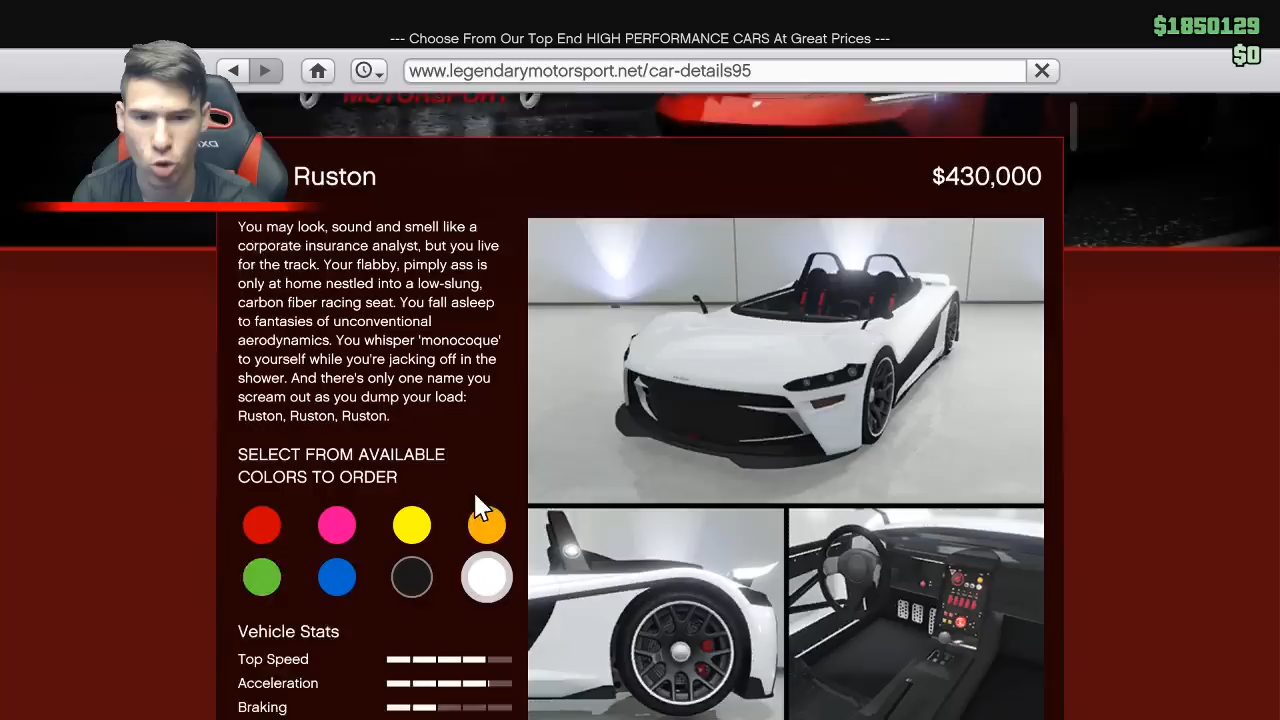 $1850129
--- Choose From Our Top End HIGH PERFORMANCE CARS At Great Prices ---
$0
www.legendarymotorsport.net/car-details95
MOTORSPORT
Ruston
$430,000
You may look, sound and smell like a
corporate insurance analyst, but you live
for the track. Your flabby, pimply ass is
only at home nestled into a low-slung,
carbon fiber racing seat. You fall asleep
to fantasies of unconventional
aerodynamics. You whisper 'monocoque'
to yourself while you're jacking off in the
shower. And there's only one name you
scream out as you dump your load:
Ruston, Ruston, Ruston.
SELECT FROM AVAILABLE
COLORS TO ORDER
Vehicle Stats
Top Speed
Acceleration
Braking